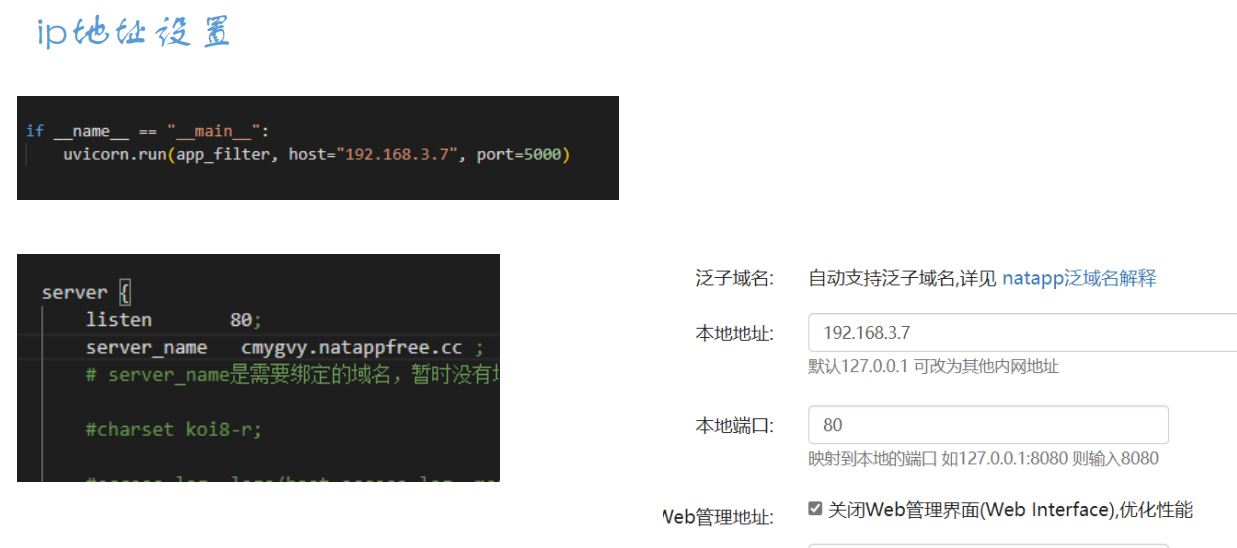 ip地址设置
if __name__ == "__main__":
uvicorn.run(app_filter, host="192.168.3.7", port=5000)
server {
listen 80;
server_name cmygvy.natappfree.cc ;
# server_name是需要绑定的域名，暂时没有
#charset koi8-r;
泛子域名: 自动支持泛子域名,详见 natapp泛域名解释
本地地址: 192.168.3.7
默认127.0.0.1 可改为其他内网地址
本地端口: 80
映射到本地的端口 如127.0.0.1:8080 则输入8080
Web管理地址: 关闭Web管理界面(Web Interface),优化性能